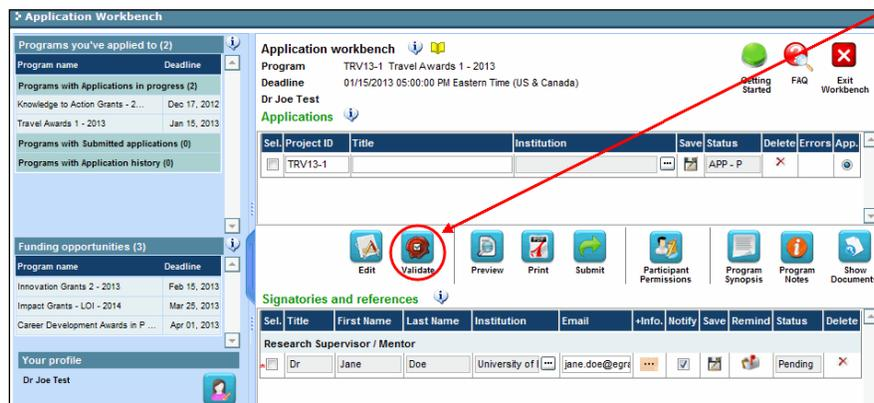 Application Workbench
Programs you've applied to (2)
Program name Deadline
Programs with Applications in progress (2)
Knowledge to Action Grants - 2... Dec 17, 2012
Travel Awards 1 - 2013 Jan 15, 2013
Programs with Submitted applications (0)
Programs with Application history (0)
Funding opportunities (3)
Program name Deadline
Innovation Grants 2 - 2013 Feb 15, 2013
Impact Grants - LOI - 2014 Mar 25, 2013
Career Development Awards in P ... Apr 01, 2013
Your profile
Dr Joe Test
Application workbench
Program TRV13-1 Travel Awards 1 - 2013
Deadline 01/15/2013 05:00:00 PM Eastern Time (US & Canada)
Dr Joe Test
Getting Started
FAQ
Exit Workbench
Applications
Sel. Project ID Title Institution Save Status Delete Errors App.
TRV13-1 ... APP - P
Edit Validate Preview Print Submit Participant Permissions Program Synopsis Program Notes Show Document
Signatories and references
Sel. Title First Name Last Name Institution Email +Info. Notify Save Remind Status Delete
Research Supervisor / Mentor
Dr Jane Doe University of ... jane.doe@egra ... Pending